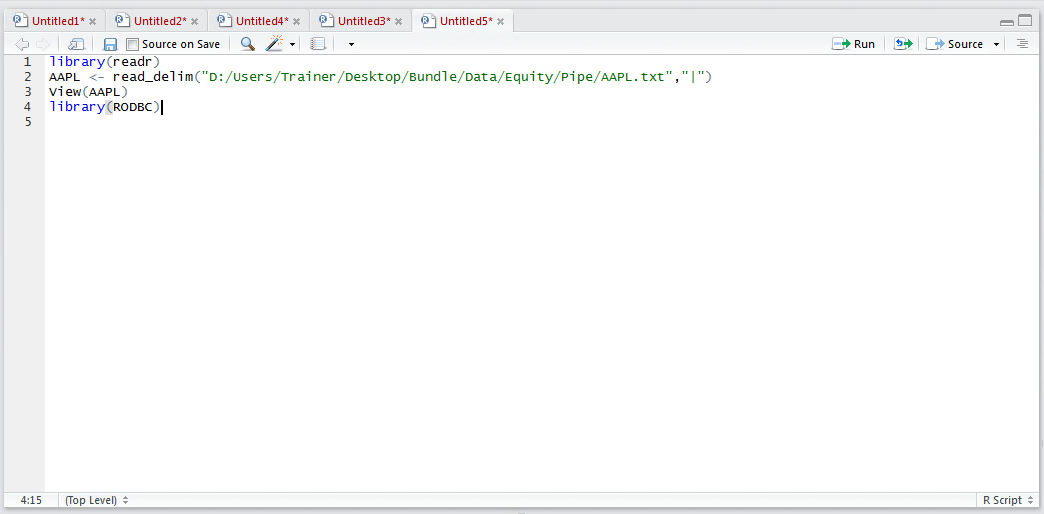 Untitled1* Untitled2* Untitled4* Untitled3* Untitled5*
Source on Save Run Source
1 library(readr)
2 AAPL <- read_delim("D:/Users/Trainer/Desktop/Bundle/Data/Equity/Pipe/AAPL.txt","|")
3 View(AAPL)
4 library(RODBC)
5
4:15 (Top Level) R Script